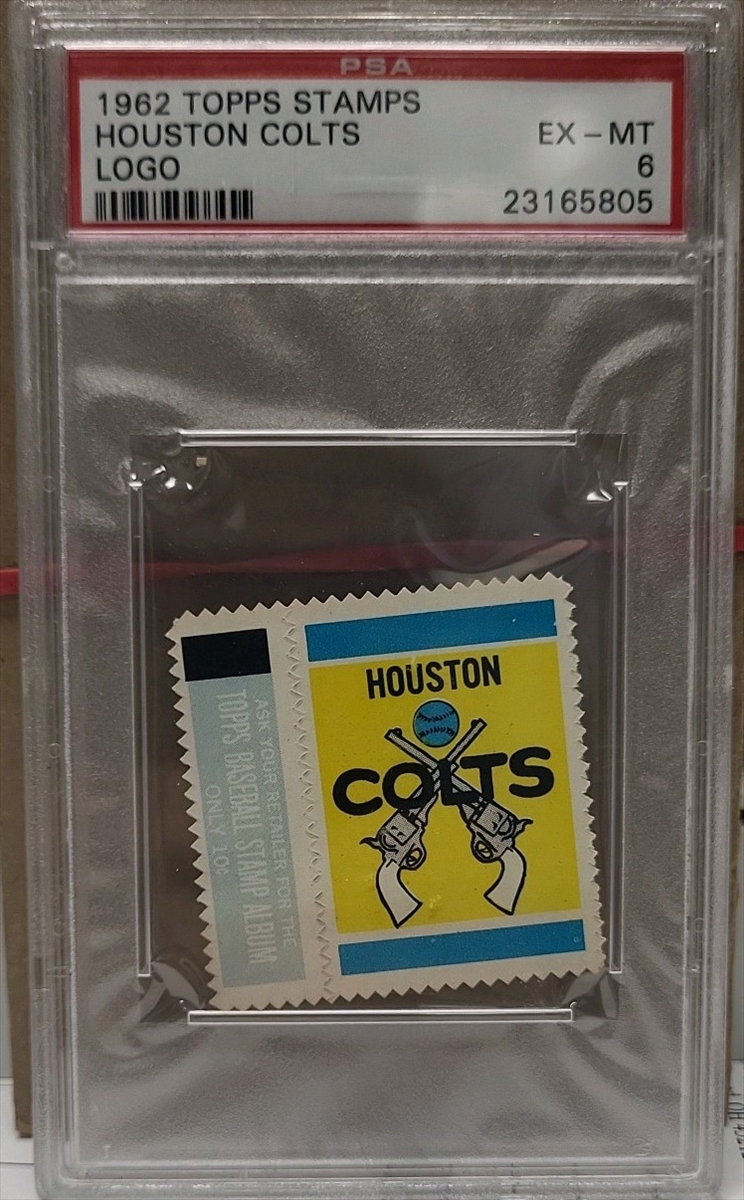 PSA
1962 TOPPS STAMPS
HOUSTON COLTS EX-MT
LOGO 6
23165805
HOUSTON
COLTS
ASK YOUR RETAILER FOR THE
TOPPS BASEBALL STAMP ALBUM
ONLY 10¢